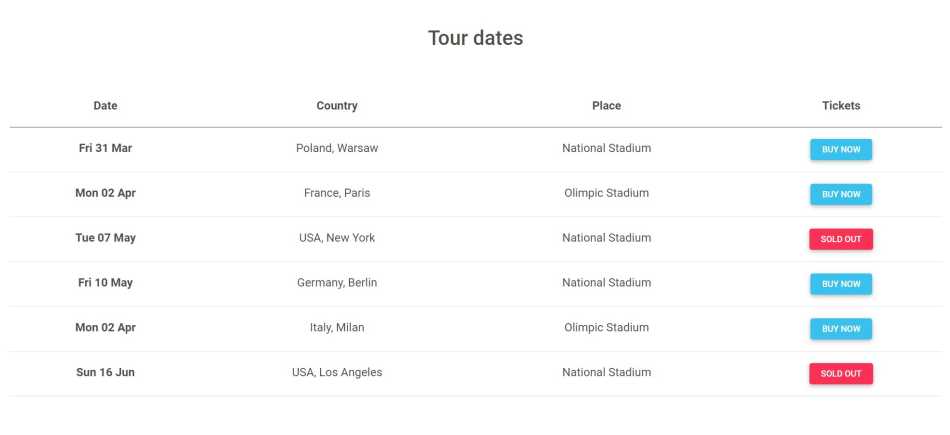 Tour dates
Date Country Place Tickets
Fri 31 Mar Poland, Warsaw National Stadium BUY NOW
Mon 02 Apr France, Paris Olimpic Stadium BUY NOW
Tue 07 May USA, New York National Stadium SOLD OUT
Fri 10 May Germany, Berlin National Stadium BUY NOW
Mon 02 Apr Italy, Milan Olimpic Stadium BUY NOW
Sun 16 Jun USA, Los Angeles National Stadium SOLD OUT